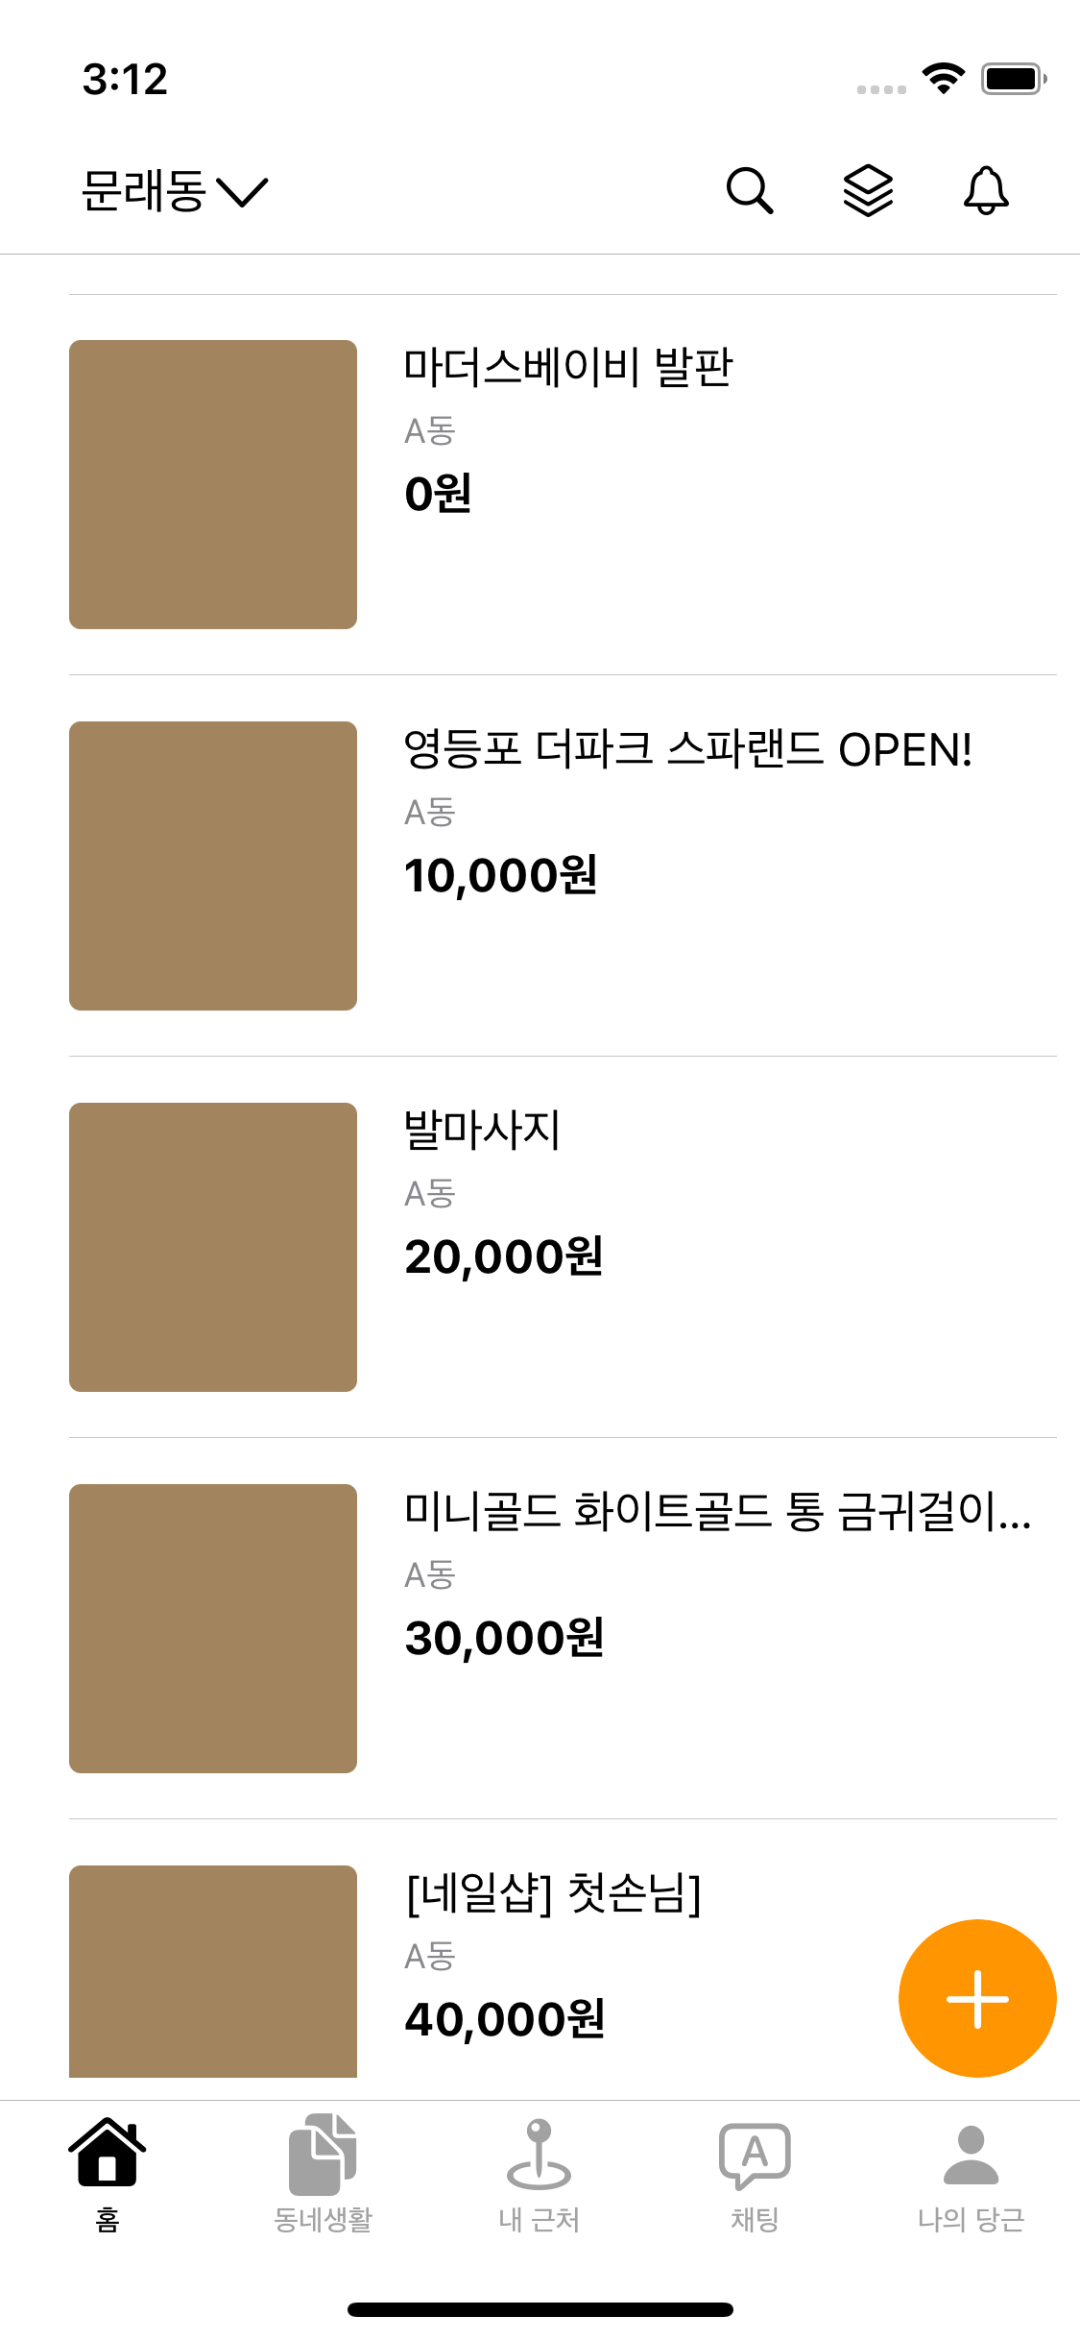 3:12
문래동
마더스베이비 발판
A동
0원
영등포 더파크 스파랜드 OPEN!
A동
10,000원
발마사지
A동
20,000원
미니골드 화이트골드 통 금귀걸이...
A동
30,000원
[네일샵] 첫손님]
A동
40,000원
홈
동네생활
내 근처
채팅
나의 당근